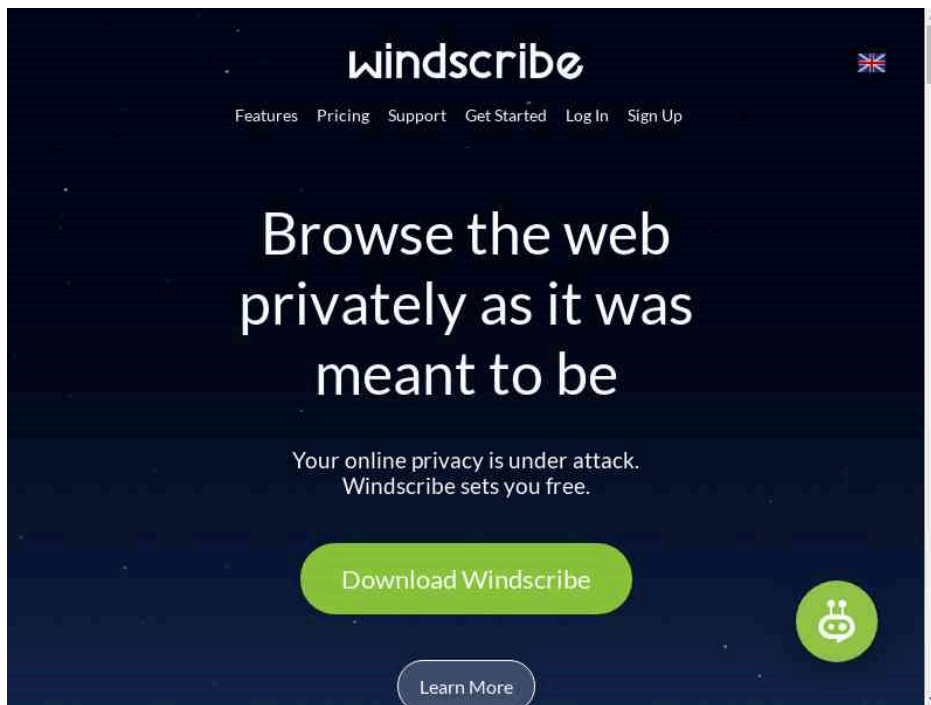 windscribe
Features Pricing Support Get Started Log In Sign Up
Browse the web
privately as it was
meant to be
Your online privacy is under attack.
Windscribe sets you free.
Download Windscribe
Learn More